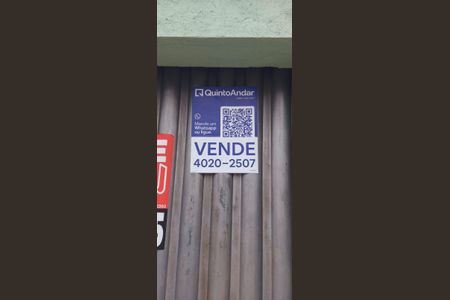 QuintoAndar
Mande um
Whatsapp
ou ligue
VENDE
4020-2507